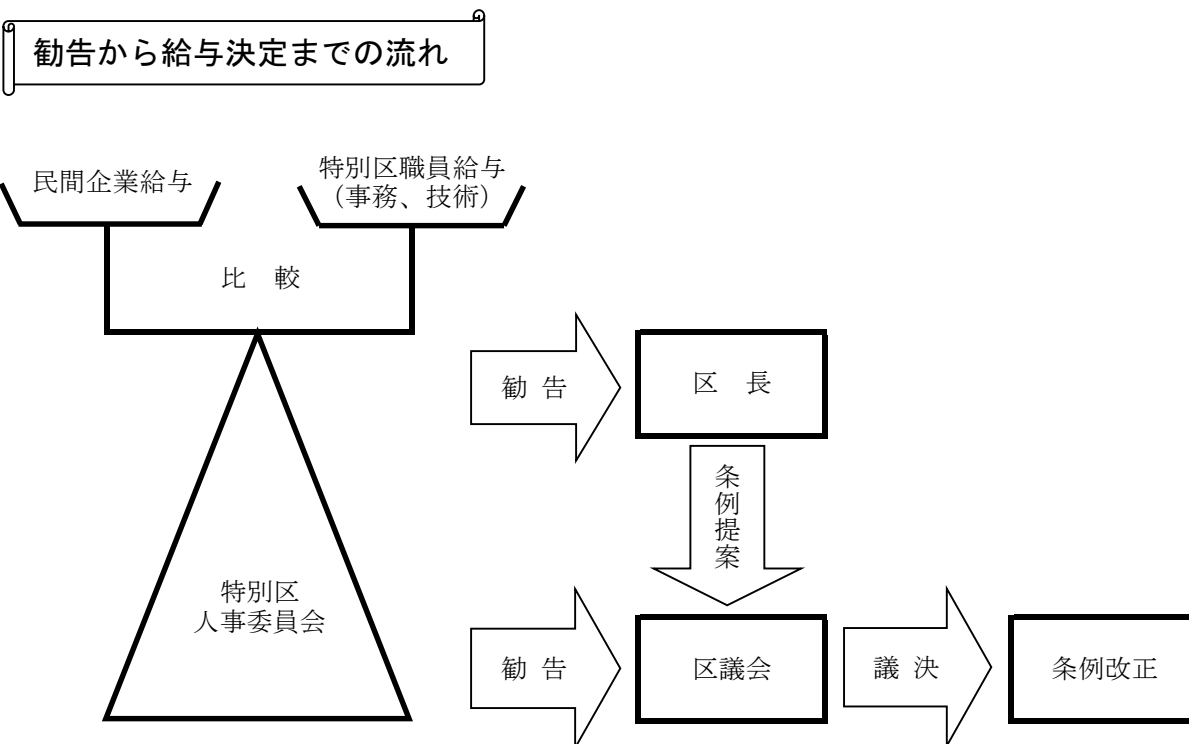 勧告から給与決定までの流れ
民間企業給与
特別区職員給与
（事務、技術）
比　較
勧 告
区　長
条例提案
特別区
人事委員会
勧 告
区議会
議 決
条例改正